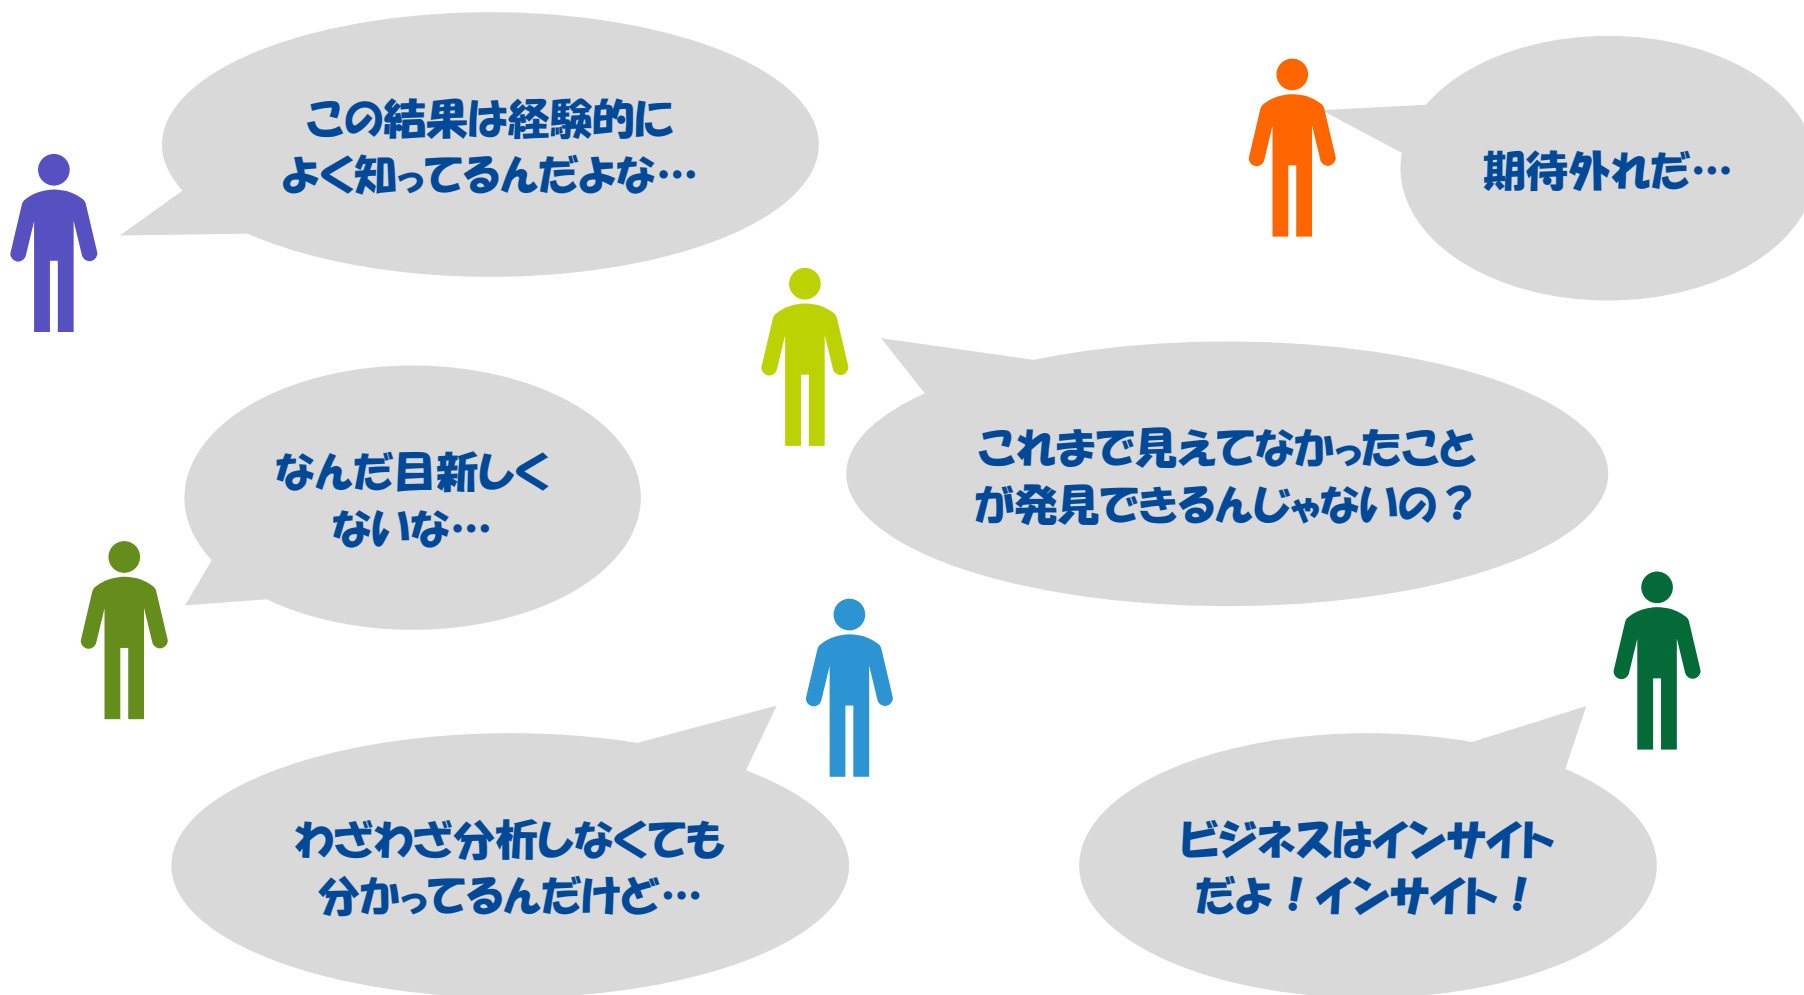 この結果は経験的に
よく知ってるんだよな…
期待外れだ…
なんだ目新しく
ないな…
これまで見えてなかったこと
が発見できるんじゃないの？
わざわざ分析しなくても
分かってるんだけど…
ビジネスはインサイト
だよ！インサイト！